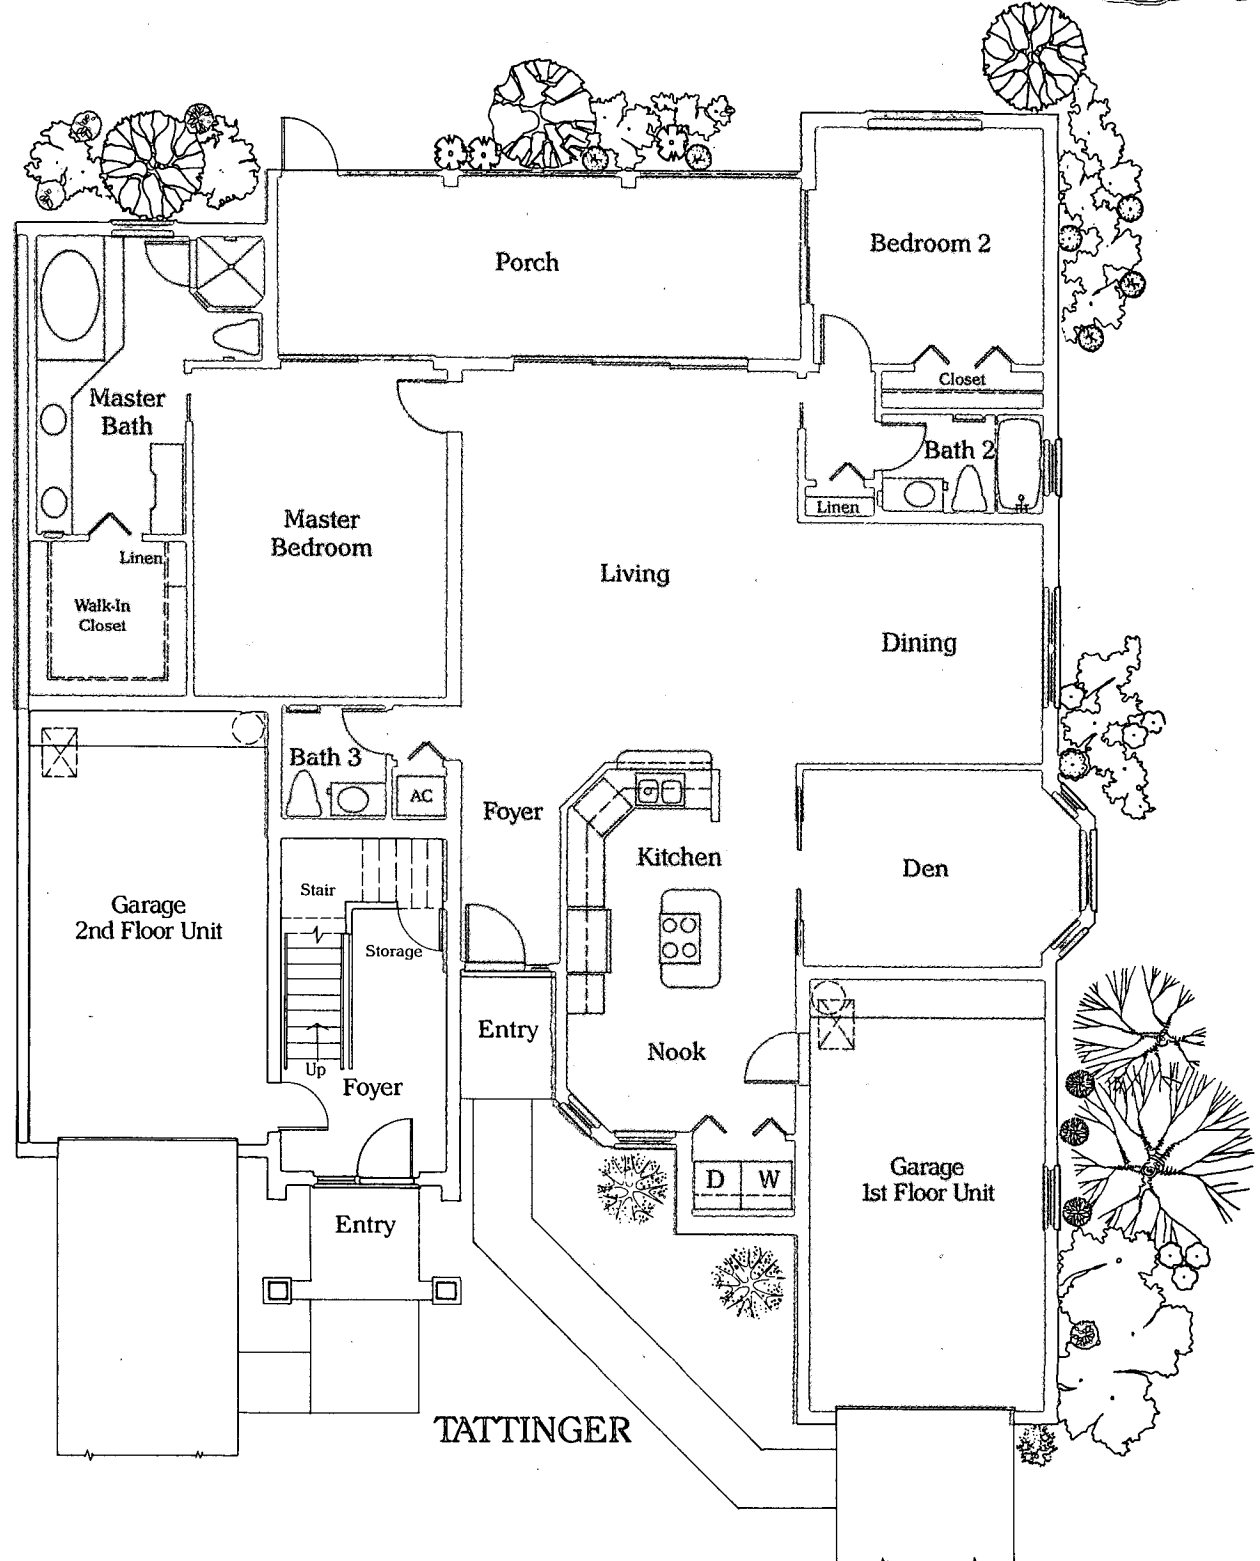 Porch
Bedroom 2
Closet
Master
Bath
Bath 2
Linen
Master
Bedroom
Linen
Walk-In
Closet
Living
Dining
Bath 3
AC
Foyer
Kitchen
Den
Stair
Garage
2nd Floor Unit
Storage
Entry
Nook
Up
Foyer
D
W
Garage
1st Floor Unit
Entry
TATTINGER